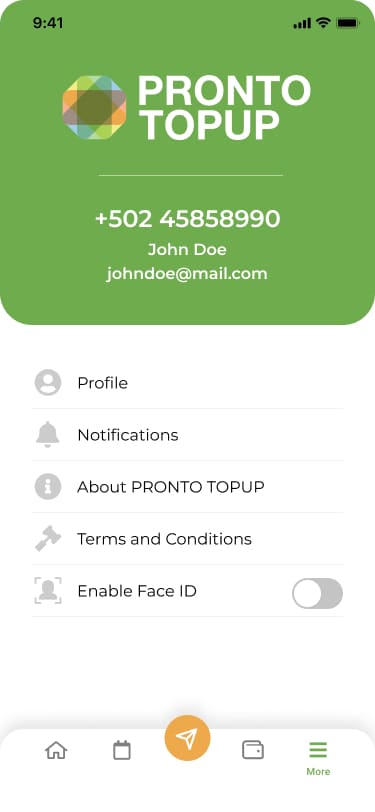 9:41
PRONTO
TOPUP
+502 45858990
John Doe
johndoe@mail.com
Profile
Notifications
About PRONTO TOPUP
Terms and Conditions
Enable Face ID
More